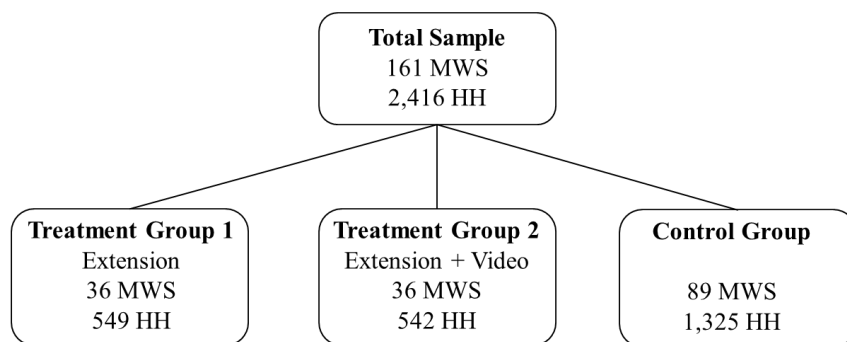 Total Sample
161 MWS
2,416 HH
Treatment Group 1
Extension
36 MWS
549 HH
Treatment Group 2
Extension + Video
36 MWS
542 HH
Control Group
89 MWS
1,325 HH